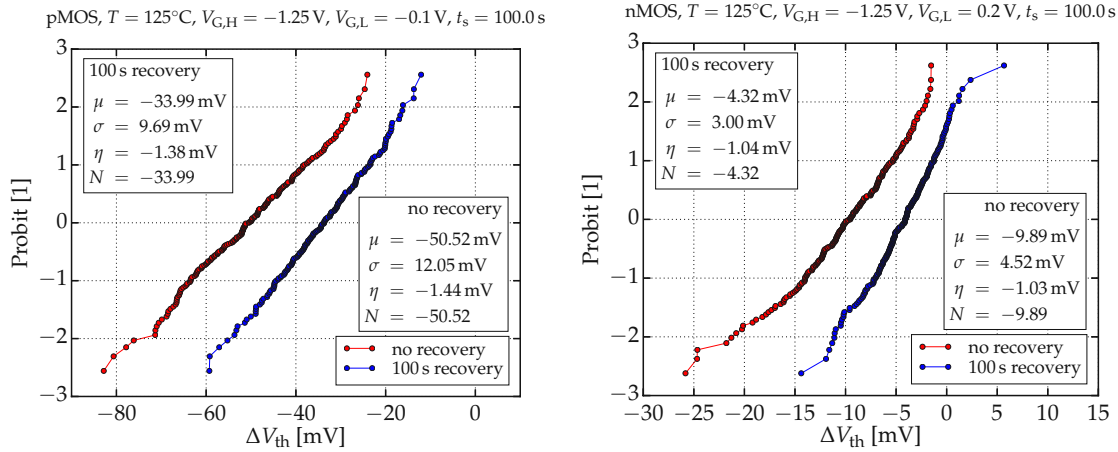 pMOS, T = 125°C, V_G,H = −1.25 V, V_G,L = −0.1 V, t_s = 100.0 s
100 s recovery
μ = −33.99 mV
σ = 9.69 mV
η = −1.38 mV
N = −33.99
no recovery
μ = −50.52 mV
σ = 12.05 mV
η = −1.44 mV
N = −50.52
no recovery
100 s recovery
Probit [1]
3
2
1
0
−1
−2
−3
−80
−60
−40
−20
0
ΔV_th [mV]
nMOS, T = 125°C, V_G,H = −1.25 V, V_G,L = 0.2 V, t_s = 100.0 s
100 s recovery
μ = −4.32 mV
σ = 3.00 mV
η = −1.04 mV
N = −4.32
no recovery
μ = −9.89 mV
σ = 4.52 mV
η = −1.03 mV
N = −9.89
no recovery
100 s recovery
Probit [1]
3
2
1
0
−1
−2
−3
−30
−25
−20
−15
−10
−5
0
5
10
15
ΔV_th [mV]